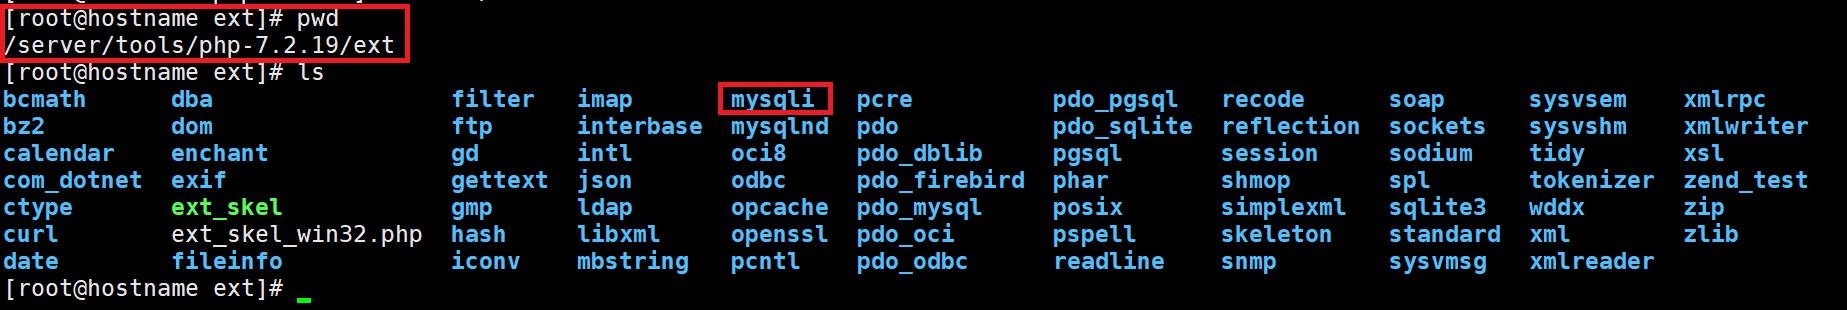 [root@hostname ext]# pwd
/server/tools/php-7.2.19/ext
[root@hostname ext]# ls
bcmath dba filter imap mysqli pcre pdo_pgsql recode soap sysvsem xmlrpc
bz2 dom ftp interbase mysqlnd pdo pdo_sqlite reflection sockets sysvshm xmlwriter
calendar enchant gd intl oci8 pdo_dblib pgsql session sodium tidy xsl
com_dotnet exif gettext json odbc pdo_firebird phar shmop spl tokenizer zend_test
ctype ext_skel gmp ldap opcache pdo_mysql posix simplexml sqlite3 wddx zip
curl ext_skel_win32.php hash libxml openssl pdo_oci pspell skeleton standard xml zlib
date fileinfo iconv mbstring pcntl pdo_odbc readline snmp sysvmsg xmlreader
[root@hostname ext]#